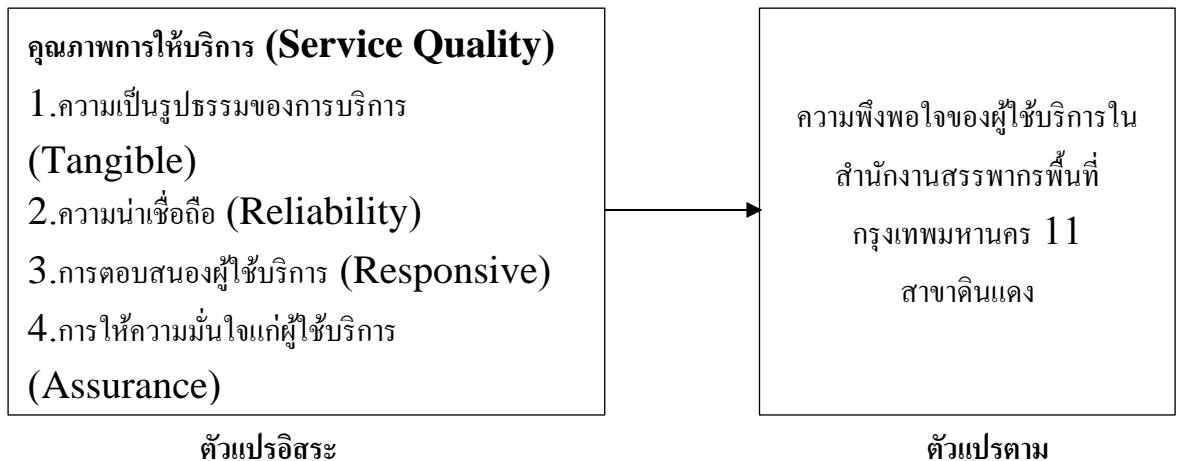 คุณภาพการให้บริการ (Service Quality)
1.ความเป็นรูปธรรมของการบริการ
(Tangible)
2.ความน่าเชื่อถือ (Reliability)
3.การตอบสนองผู้ใช้บริการ (Responsive)
4.การให้ความมั่นใจแก่ผู้ใช้บริการ
(Assurance)
ตัวแปรอิสระ
ความพึงพอใจของผู้ใช้บริการใน
สำนักงานสรรพากรพื้นที่
กรุงเทพมหานคร 11
สาขาดินแดง
ตัวแปรตาม